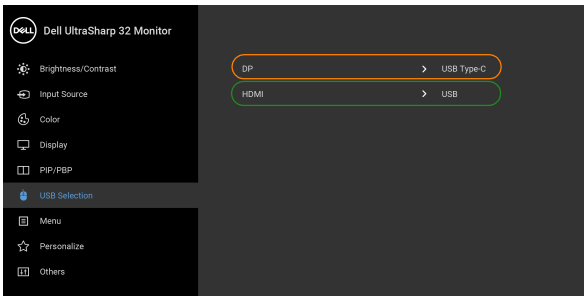 DELL Dell UltraSharp 32 Monitor
Brightness/Contrast
DP > USB Type-C
Input Source
HDMI > USB
Color
Display
PIP/PBP
USB Selection
Menu
Personalize
Others